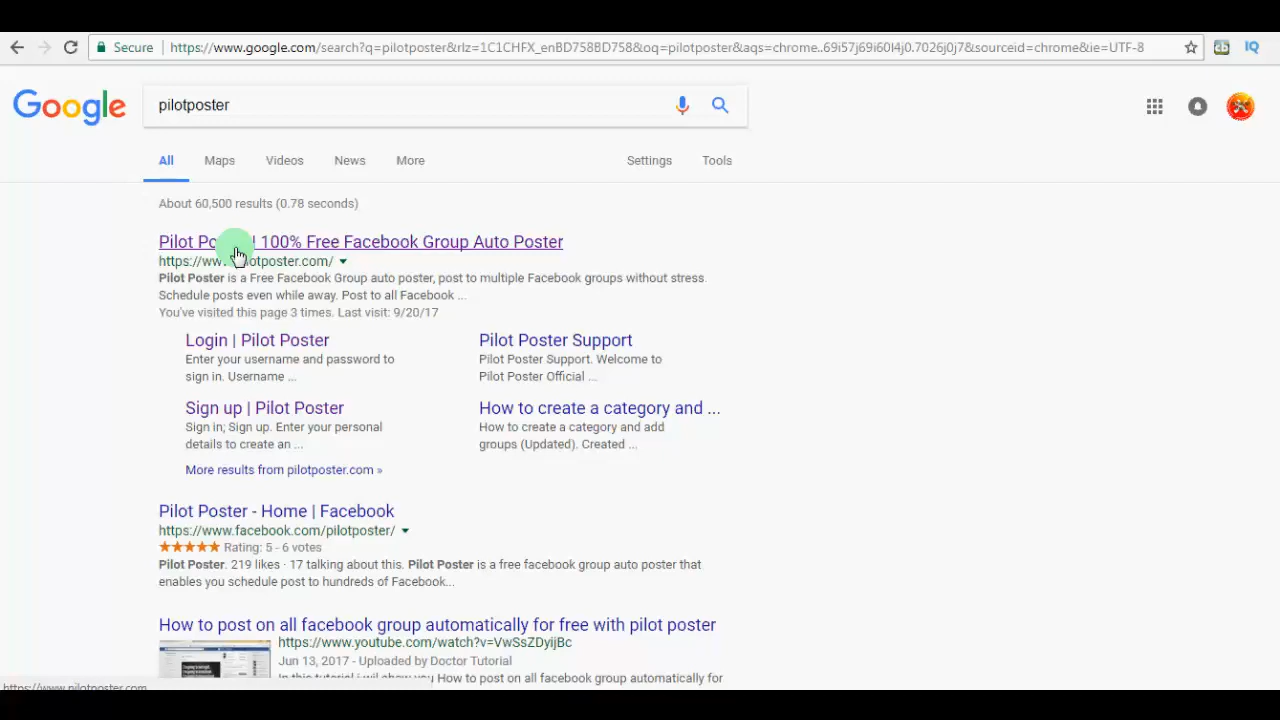 Secure https://www.google.com/search?q=pilotposter&rlz=1C1CHFX_enBD758BD758&oq=pilotposter&aqs=chrome..69i57j69i60l4j0.7026j0j7&sourceid=chrome&ie=UTF-8 IQ
Google pilotposter
All Maps Videos News More Settings Tools
About 60,500 results (0.78 seconds)
Pilot | 100% Free Facebook Group Auto Poster
Pilot Poster is a Free Facebook Group auto poster, post to multiple Facebook groups without stress.
Schedule posts even while away. Post to all Facebook ...
You've visited this page 3 times. Last visit: 9/20/17
Login | Pilot Poster
Enter your username and password to
sign in. Username ...
Pilot Poster Support
Pilot Poster Support. Welcome to
Pilot Poster Official ...
Sign up | Pilot Poster
Sign in; Sign up. Enter your personal
details to create an ...
How to create a category and ...
How to create a category and add
groups (Updated). Created ...
More results from pilotposter.com »
Pilot Poster - Home | Facebook
https://www.facebook.com/pilotposter/
Rating: 5 - 6 votes
Pilot Poster. 219 likes · 17 talking about this. Pilot Poster is a free facebook group auto poster that
enables you schedule post to hundreds of Facebook...
How to post on all facebook group automatically for free with pilot poster
https://www.youtube.com/watch?v=VwSsZDyijBc
Jun 13, 2017 - Uploaded by Doctor Tutorial
In this tutorial i wil show you How to post on all facebook group automatically for
https://www.pilotposter.com